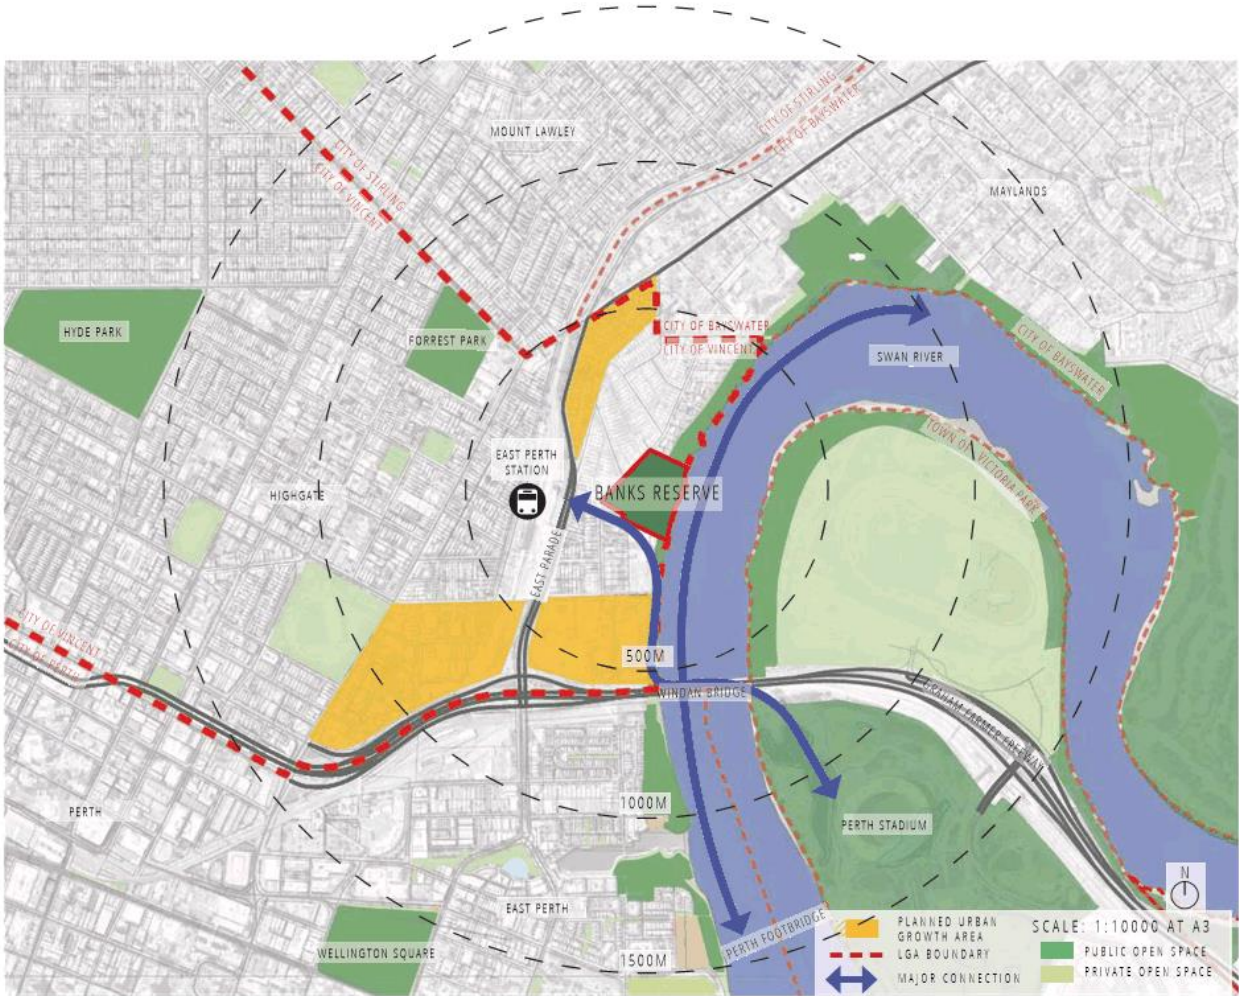 CITY OF STIRLING
CITY OF BAYSWATER
MOUNT LAWLEY
CITY OF STIRLING
CITY OF VINCENT
MAYLANDS
HYDE PARK
FORREST PARK
CITY OF BAYSWATER
CITY OF VINCENT
SWAN RIVER
CITY OF BAYSWATER
TOWN OF VICTORIA PARK
EAST PERTH
STATION
HIGHGATE
BANKS RESERVE
EAST PARADE
CITY OF VINCENT
CITY OF PERTH
500M
WINDAN BRIDGE
GRAHAM FARMER FREEWAY
PERTH
1000M
PERTH STADIUM
EAST PERTH
WELLINGTON SQUARE
1500M
PERTH FOOTBRIDGE
N
PLANNED URBAN
GROWTH AREA
LGA BOUNDARY
MAJOR CONNECTION
SCALE: 1:10000 AT A3
PUBLIC OPEN SPACE
PRIVATE OPEN SPACE